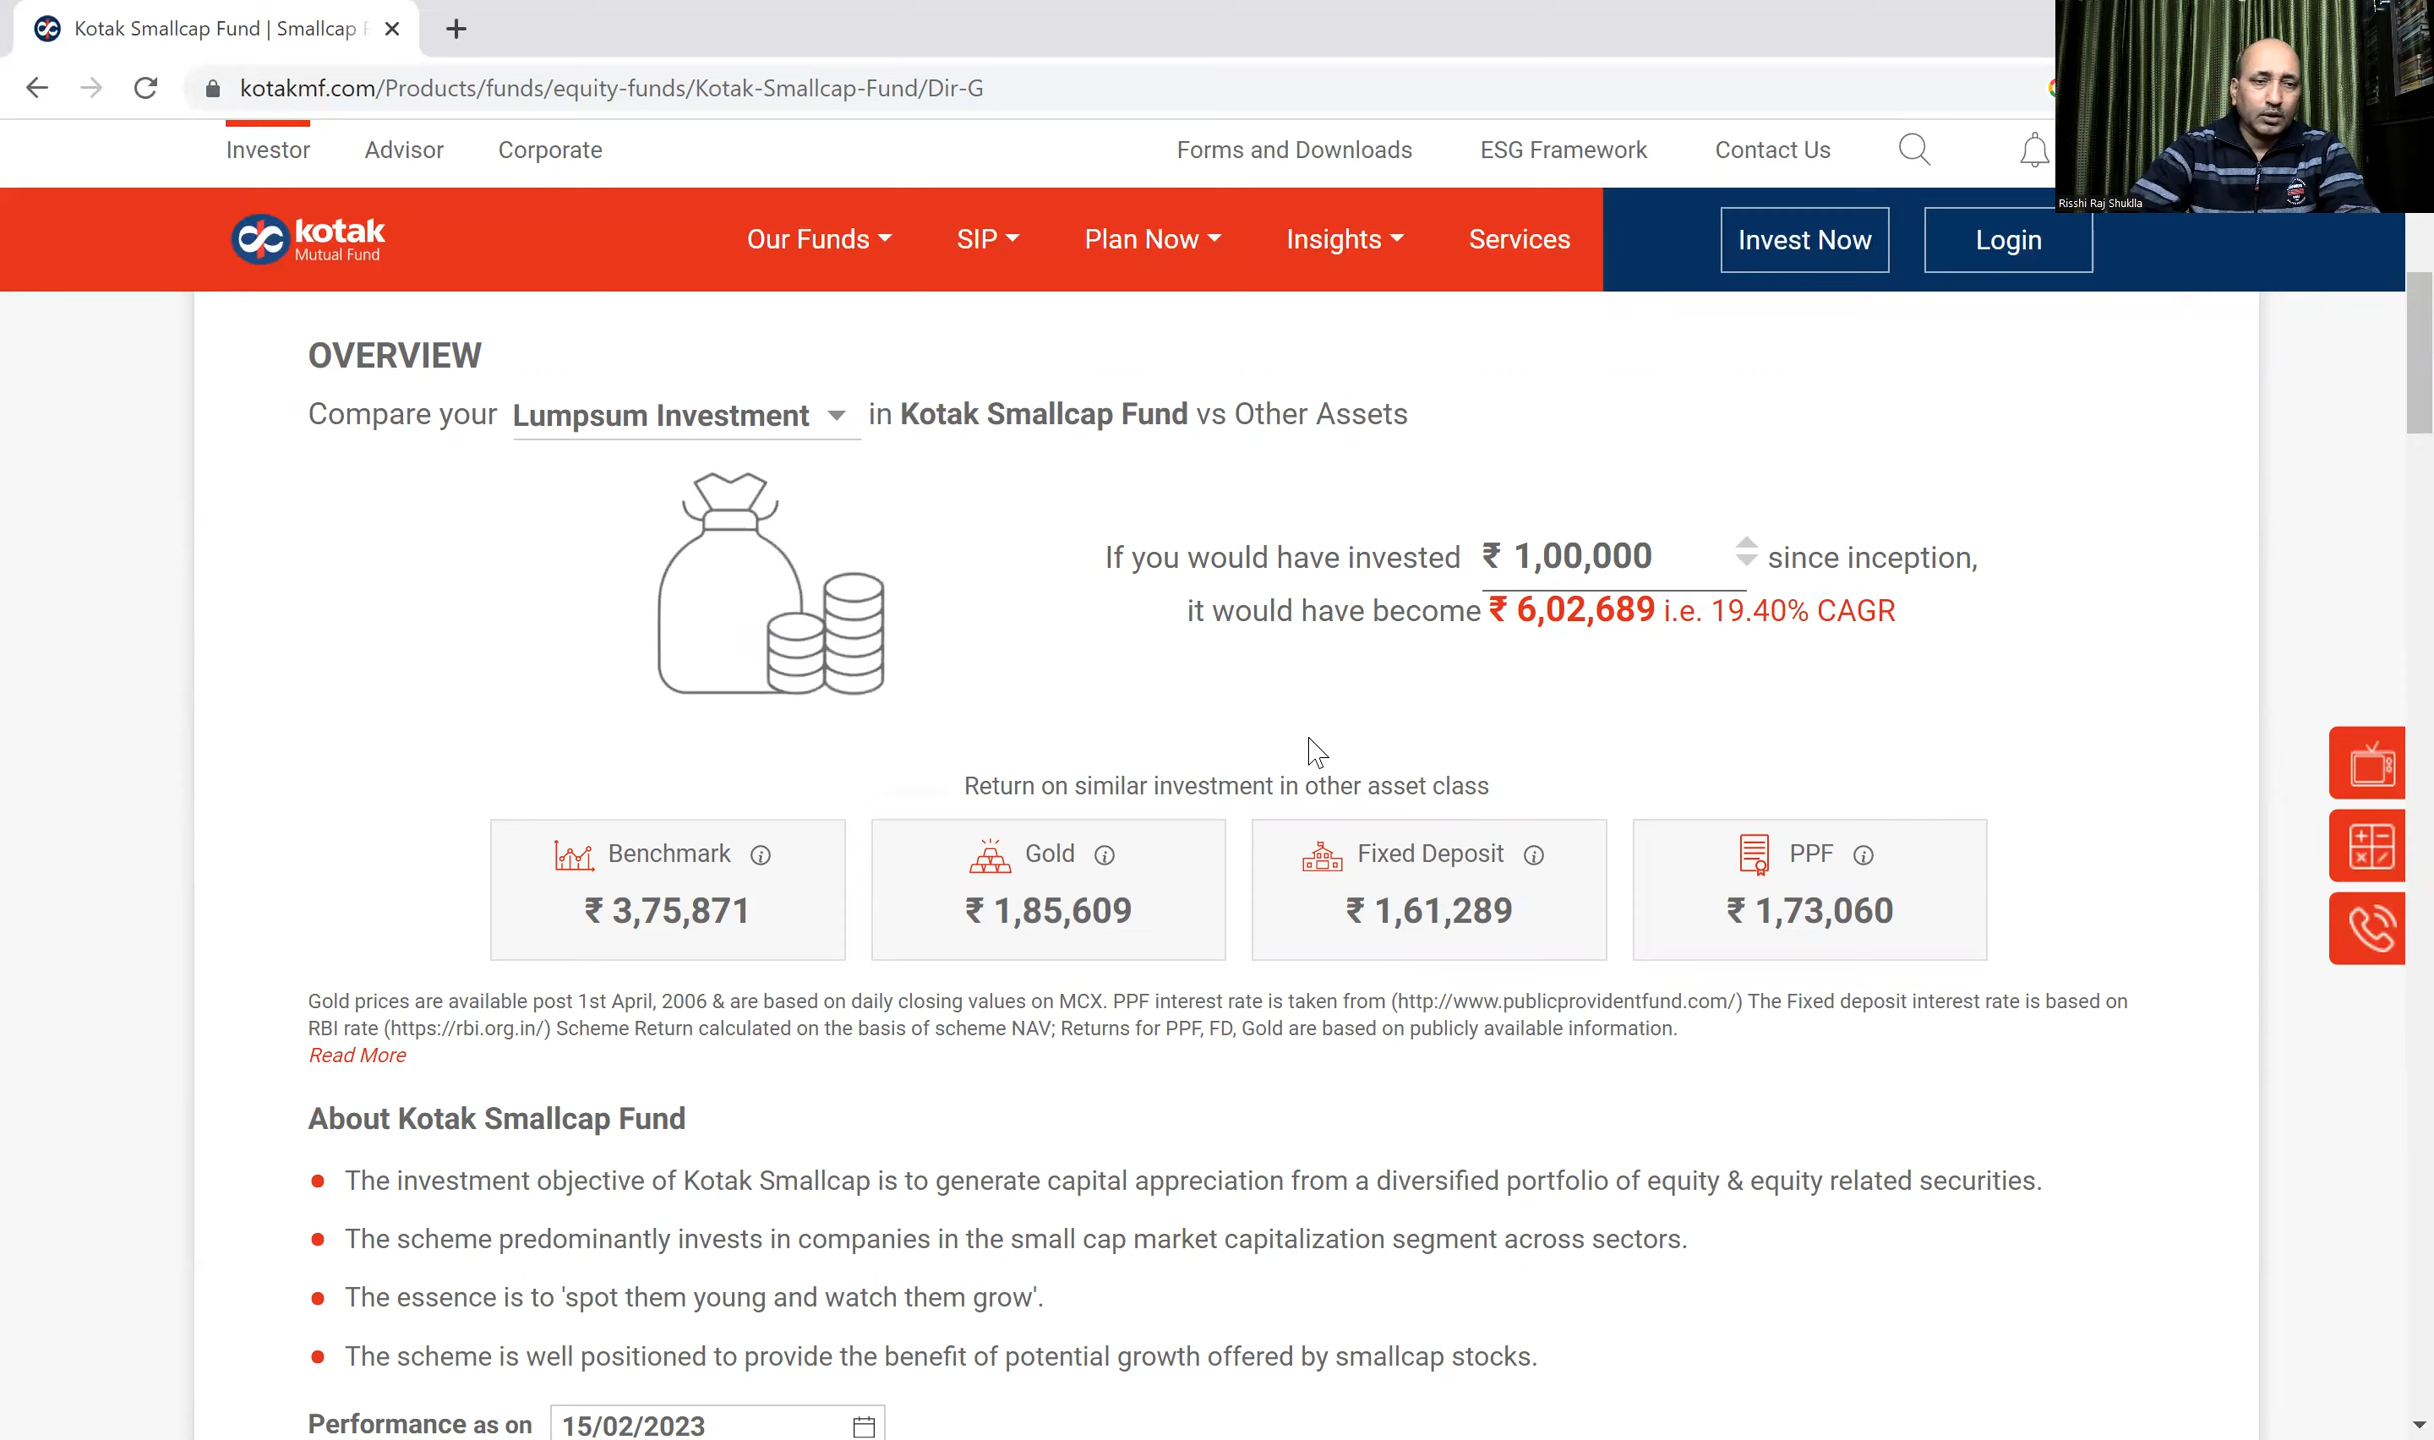 Kotak Smallcap Fund | Smallcap F
kotakmf.com/Products/funds/equity-funds/Kotak-Smallcap-Fund/Dir-G
Investor Advisor Corporate Forms and Downloads ESG Framework Contact Us
Risshi Raj Shuklla
kotak
Mutual Fund
Our Funds SIP Plan Now Insights Services Invest Now Login
OVERVIEW
Compare your Lumpsum Investment in Kotak Smallcap Fund vs Other Assets
If you would have invested ₹ 1,00,000 since inception,
it would have become ₹ 6,02,689 i.e. 19.40% CAGR
Return on similar investment in other asset class
Benchmark Gold Fixed Deposit PPF
₹ 3,75,871 ₹ 1,85,609 ₹ 1,61,289 ₹ 1,73,060
Gold prices are available post 1st April, 2006 & are based on daily closing values on MCX. PPF interest rate is taken from (http://www.publicprovidentfund.com/) The Fixed deposit interest rate is based on
RBI rate (https://rbi.org.in/) Scheme Return calculated on the basis of scheme NAV; Returns for PPF, FD, Gold are based on publicly available information.
Read More
About Kotak Smallcap Fund
The investment objective of Kotak Smallcap is to generate capital appreciation from a diversified portfolio of equity & equity related securities.
The scheme predominantly invests in companies in the small cap market capitalization segment across sectors.
The essence is to 'spot them young and watch them grow'.
The scheme is well positioned to provide the benefit of potential growth offered by smallcap stocks.
Performance as on 15/02/2023